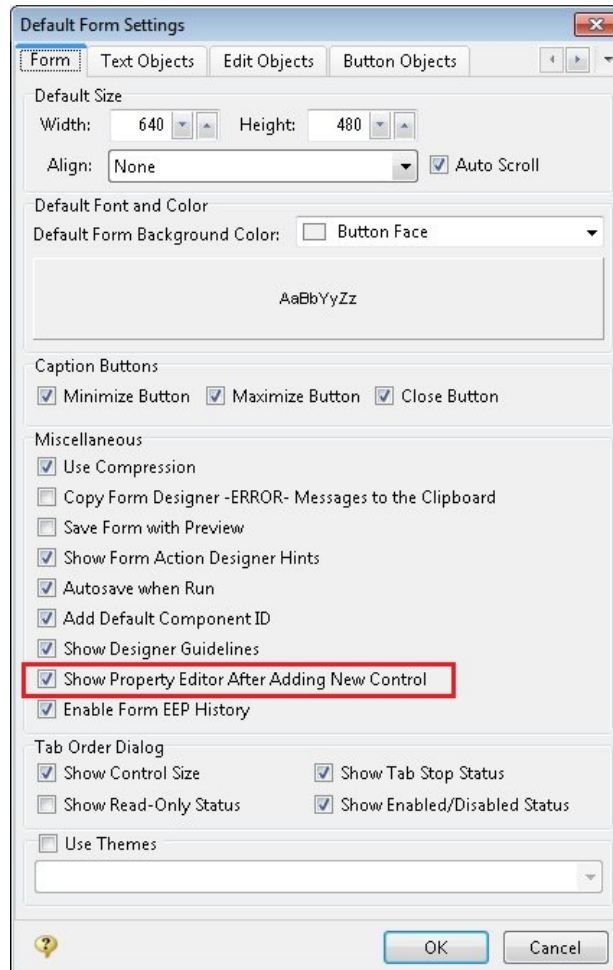 Default Form Settings
Form Text Objects Edit Objects Button Objects
Default Size
Width: 640 Height: 480
Align: None Auto Scroll
Default Font and Color
Default Form Background Color: Button Face
AaBbYyZz
Caption Buttons
Minimize Button Maximize Button Close Button
Miscellaneous
Use Compression
Copy Form Designer -ERROR- Messages to the Clipboard
Save Form with Preview
Show Form Action Designer Hints
Autosave when Run
Add Default Component ID
Show Designer Guidelines
Show Property Editor After Adding New Control
Enable Form EEP History
Tab Order Dialog
Show Control Size Show Tab Stop Status
Show Read-Only Status Show Enabled/Disabled Status
Use Themes
OK Cancel